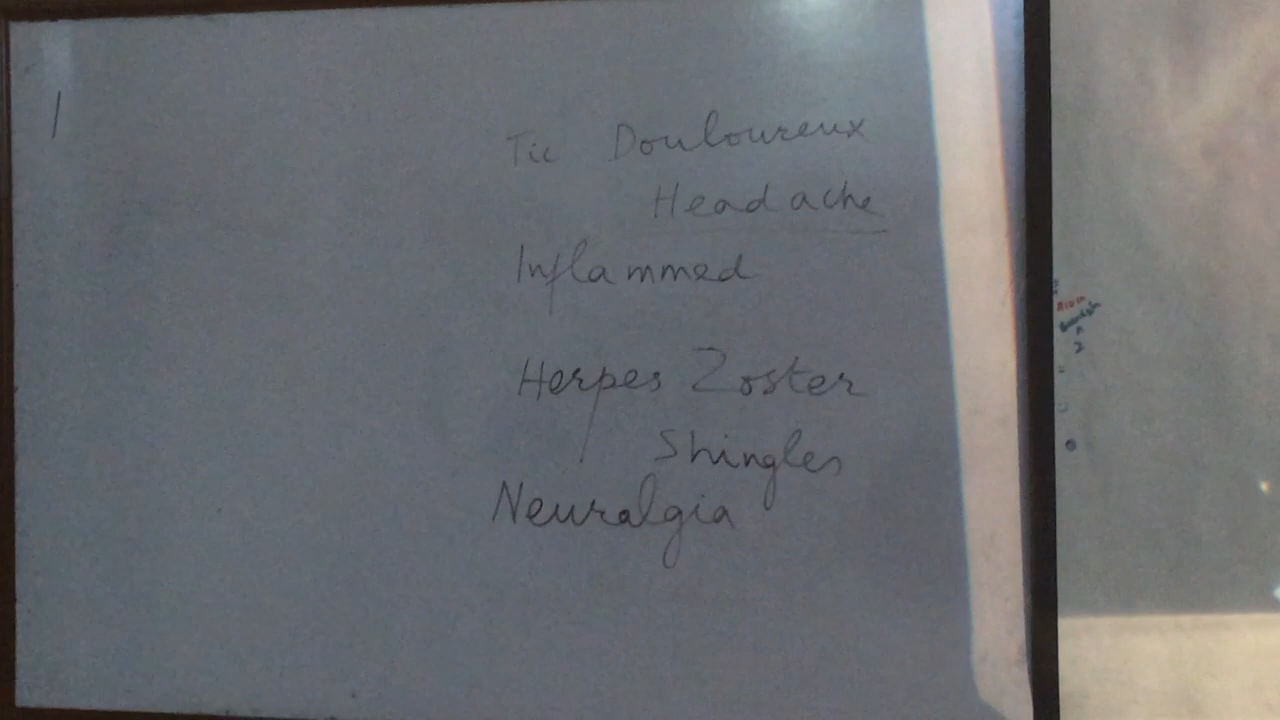 Tic Douloureux
Headache
Inflammed
Herpes Zoster
Shingles
Neuralgia